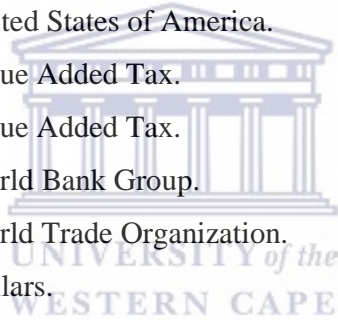 ted States of America.
ue Added Tax.
ue Added Tax.
rld Bank Group.
rld Trade Organization.
UNIVERSITY of the
lars.
WESTERN CAPE